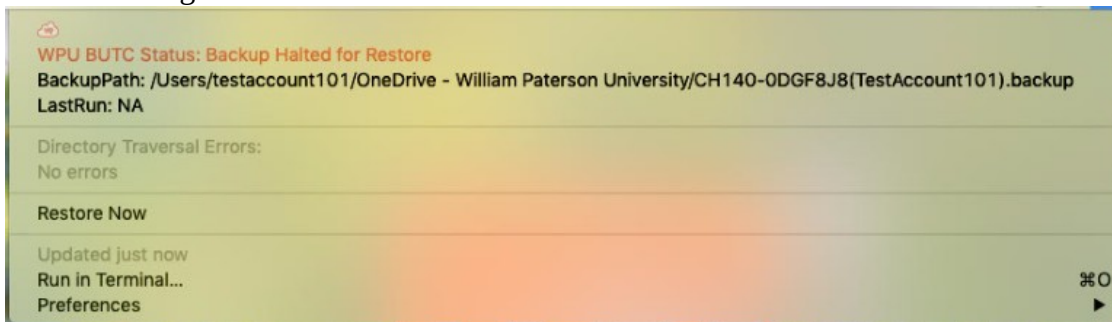 WPU BUTC Status: Backup Halted for Restore
BackupPath: /Users/testaccount101/OneDrive - William Paterson University/CH140-0DGF8J8(TestAccount101).backup
LastRun: NA
Directory Traversal Errors:
No errors
Restore Now
Updated just now
Run in Terminal... ⌘O
Preferences ▶